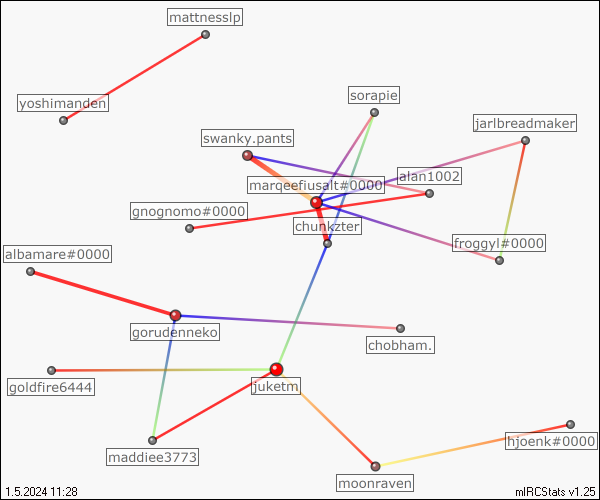 mattnesslp
yoshimanden
sorapie
jarlbreadmaker
swanky.pants
alan1002
marqeefiusalt#0000
gnognomo#0000
chunkzter
froggyl#0000
albamare#0000
gorudenneko
chobham.
goldfire6444
juketm
hjoenk#0000
maddiee3773
moonraven
1.5.2024 11:28
mIRCStats v1.25